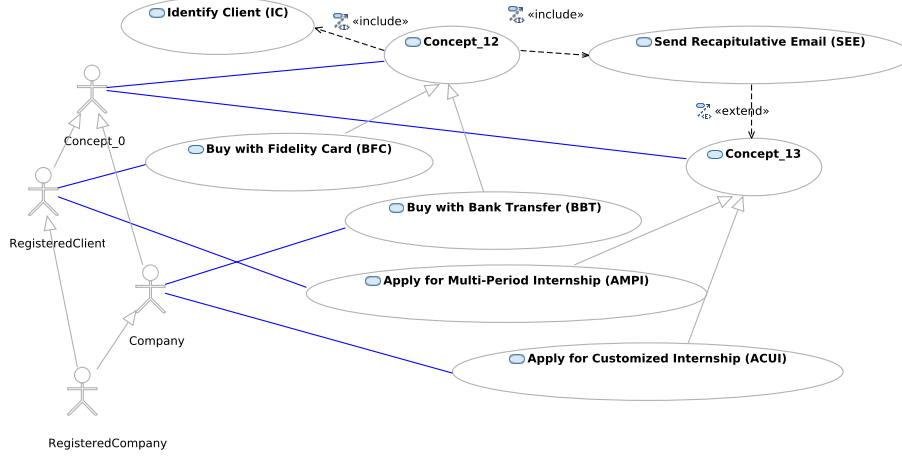 Identify Client (IC)
«include»
«include»
Concept_12
Send Recapitulative Email (SEE)
«extend»
Concept_0
Buy with Fidelity Card (BFC)
Concept_13
Buy with Bank Transfer (BBT)
RegisteredClient
Apply for Multi-Period Internship (AMPI)
Company
Apply for Customized Internship (ACUI)
RegisteredCompany